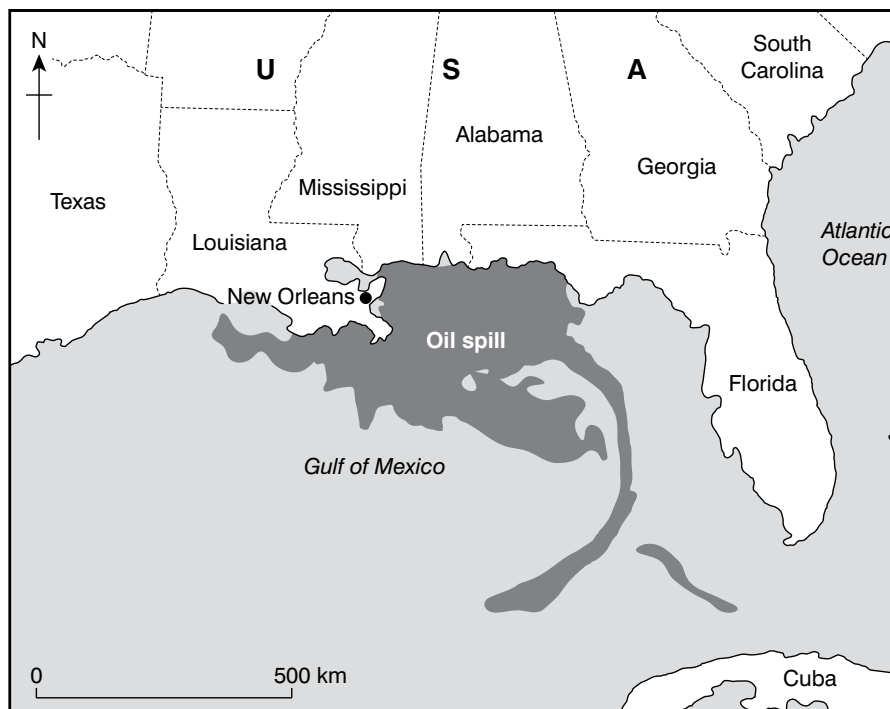 N
U S A
South
Carolina
Alabama
Georgia
Mississippi
Texas
Louisiana
Atlantic
Ocean
New Orleans
Oil spill
Florida
Gulf of Mexico
0 500 km
Cuba